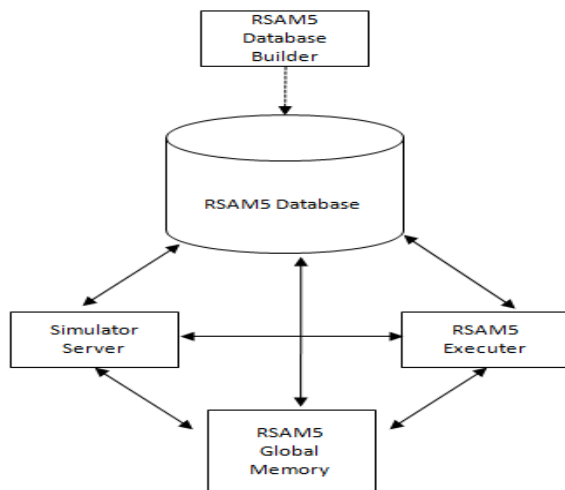 RSAM5
Database
Builder
RSAM5 Database
Simulator
Server
RSAM5
Executer
RSAM5
Global
Memory